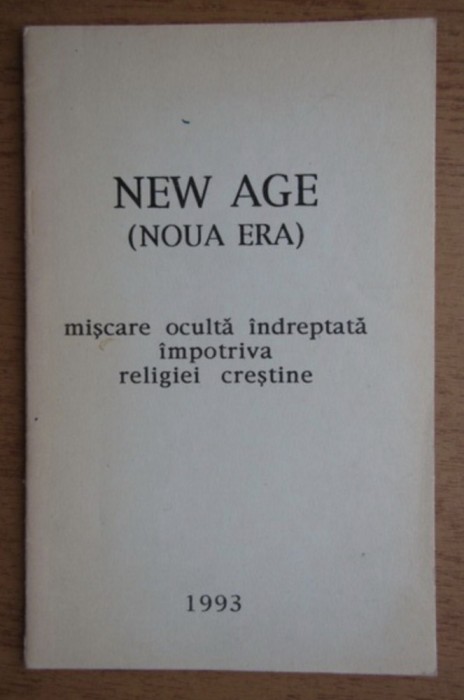 NEW AGE
(NOUA ERA)
mişcare ocultă îndreptată
împotriva
religiei creştine
1993